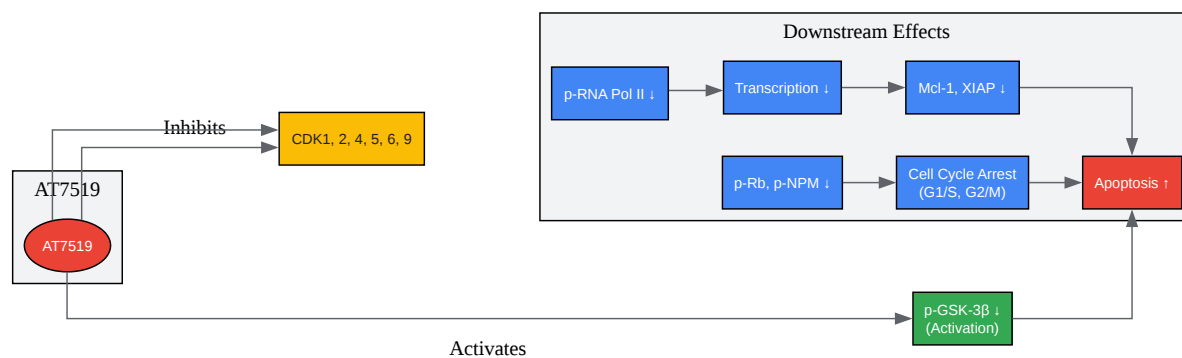 Downstream Effects
p-RNA Pol II ↓
Transcription ↓
Mcl-1, XIAP ↓
Inhibits
CDK1, 2, 4, 5, 6, 9
AT7519
AT7519
p-Rb, p-NPM ↓
Cell Cycle Arrest
(G1/S, G2/M)
Apoptosis ↑
p-GSK-3β ↓
(Activation)
Activates